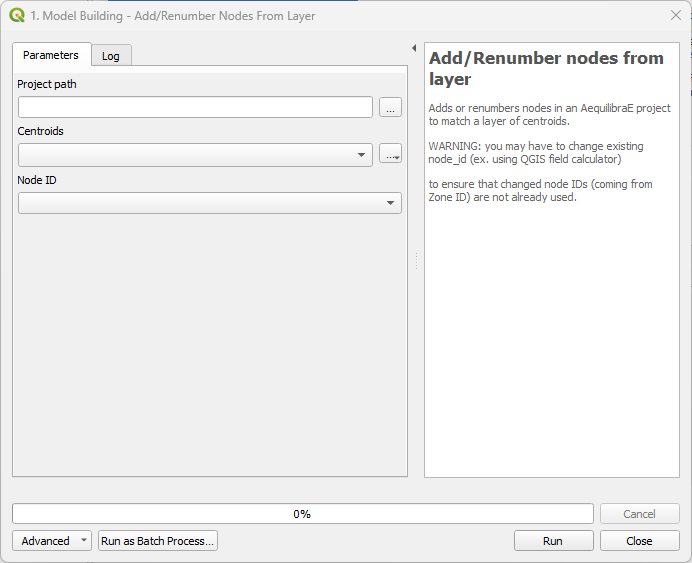 1. Model Building - Add/Renumber Nodes From Layer
Parameters
Log
Project path
...
Centroids
...
Node ID
Add/Renumber nodes from
layer
Adds or renumbers nodes in an AequilibraE project
to match a layer of centroids.
WARNING: you may have to change existing
node_id (ex. using QGIS field calculator)
to ensure that changed node IDs (coming from
Zone ID) are not already used.
0%
Cancel
Advanced
Run as Batch Process...
Run
Close